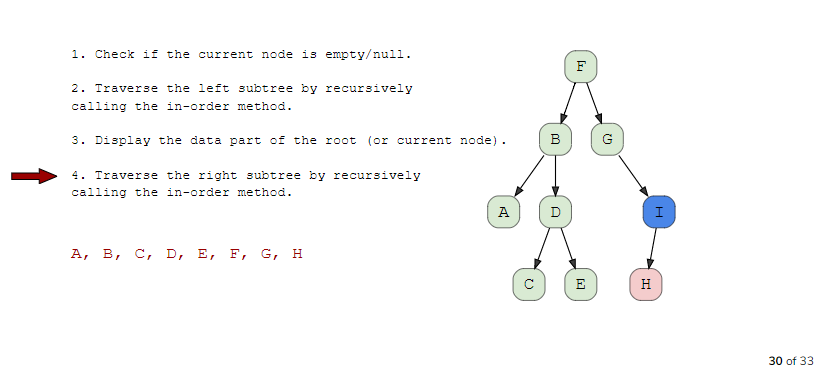 1. Check if the current node is empty/null.
2. Traverse the left subtree by recursively
calling the in-order method.
3. Display the data part of the root (or current node).
4. Traverse the right subtree by recursively
calling the in-order method.
A, B, C, D, E, F, G, H
F
B
G
A
D
I
C
E
H
30 of 33